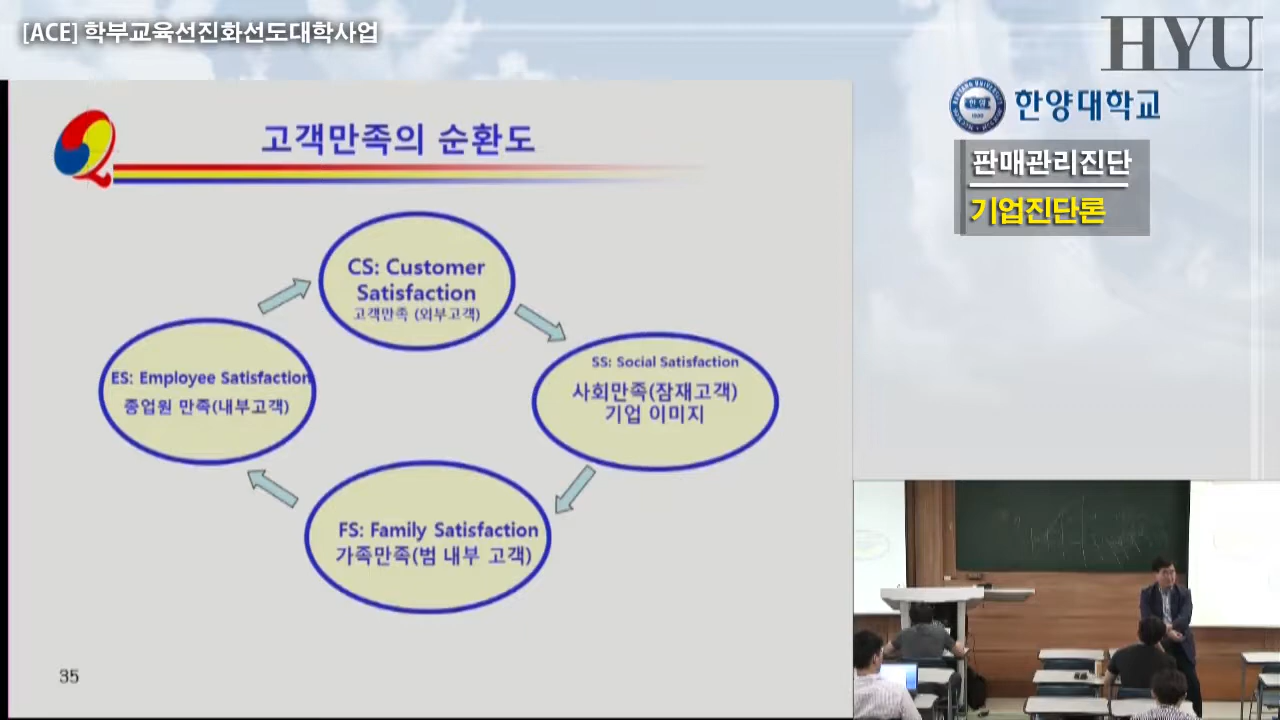 [ACE] 학부교육선진화선도대학사업
HYU
한양대학교
판매관리진단
기업진단론
고객만족의 순환도
CS: Customer
Satisfaction
고객만족 (외부고객)
SS: Social Satisfaction
사회만족(잠재고객)
기업 이미지
ES: Employee Satisfaction
종업원 만족(내부고객)
FS: Family Satisfaction
가족만족(범 내부 고객)
35